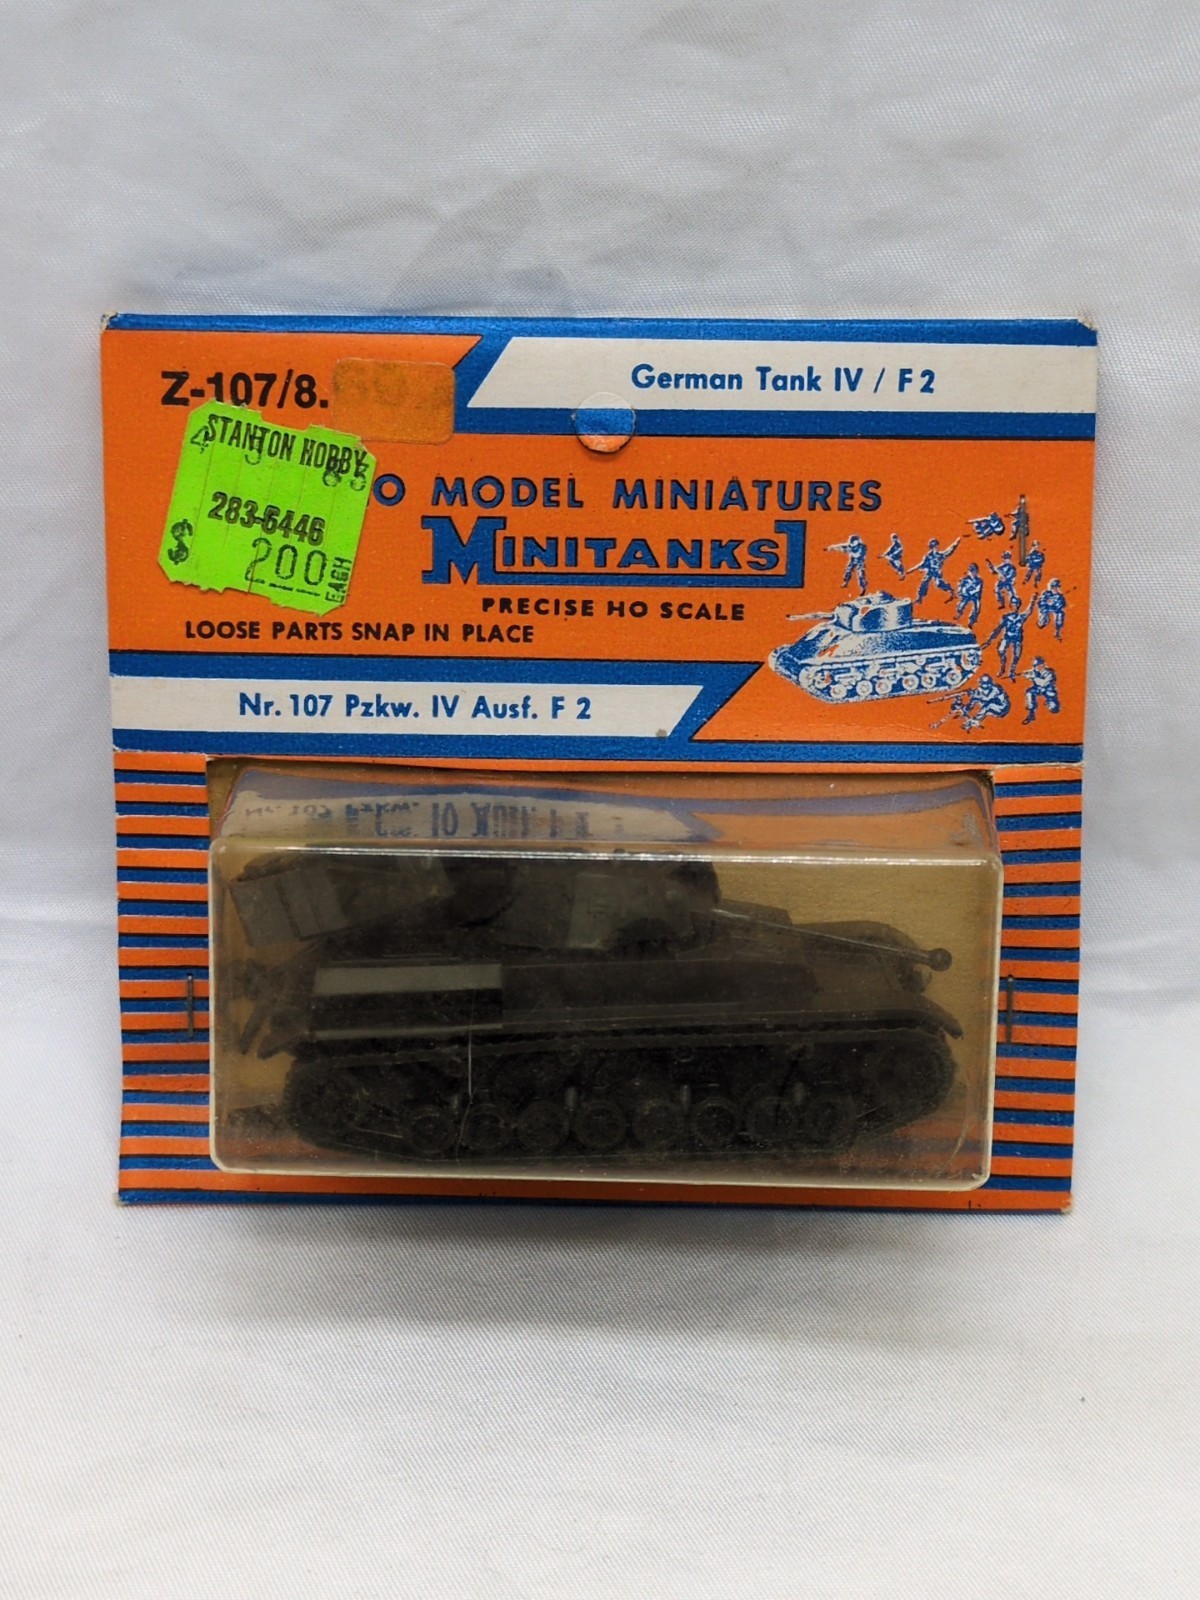 Z-107/8.
German Tank IV / F 2
STANTON HOBBY
283-6446
$ 200 EACH
O MODEL MINIATURES
MINITANKS
PRECISE HO SCALE
LOOSE PARTS SNAP IN PLACE
Nr. 107 Pzkw. IV Ausf. F 2